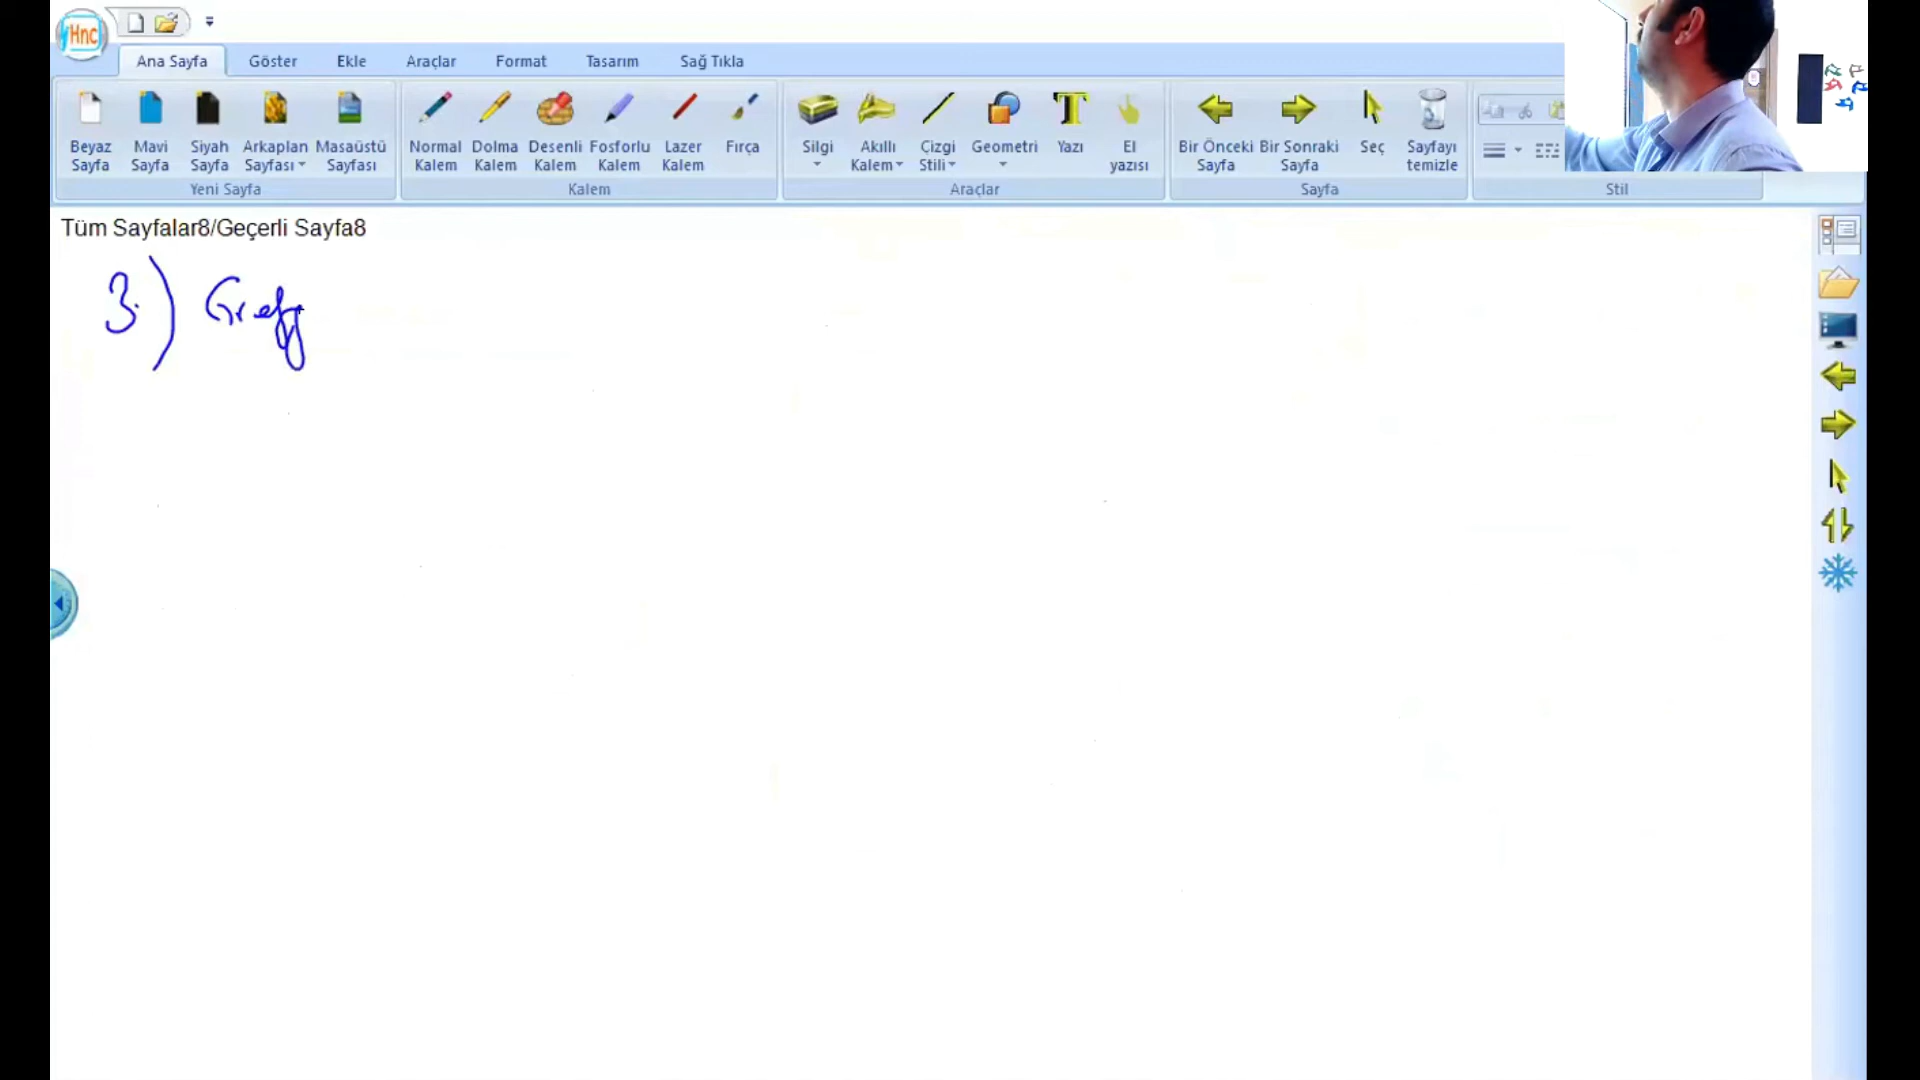 Hnc
Ana Sayfa Göster Ekle Araçlar Format Tasarım Sağ Tıkla
Beyaz Sayfa Mavi Sayfa Siyah Sayfa Arkaplan Sayfası Masaüstü Sayfası Normal Kalem Dolma Kalem Desenli Kalem Fosforlu Kalem Lazer Kalem Fırça Silgi Akıllı Kalem Çizgi Stili Geometri Yazı El yazısı Bir Önceki Sayfa Bir Sonraki Sayfa Seç Sayfayı temizle
Yeni Sayfa Kalem Araçlar Sayfa Stil
Tüm Sayfalar8/Geçerli Sayfa8
3.)